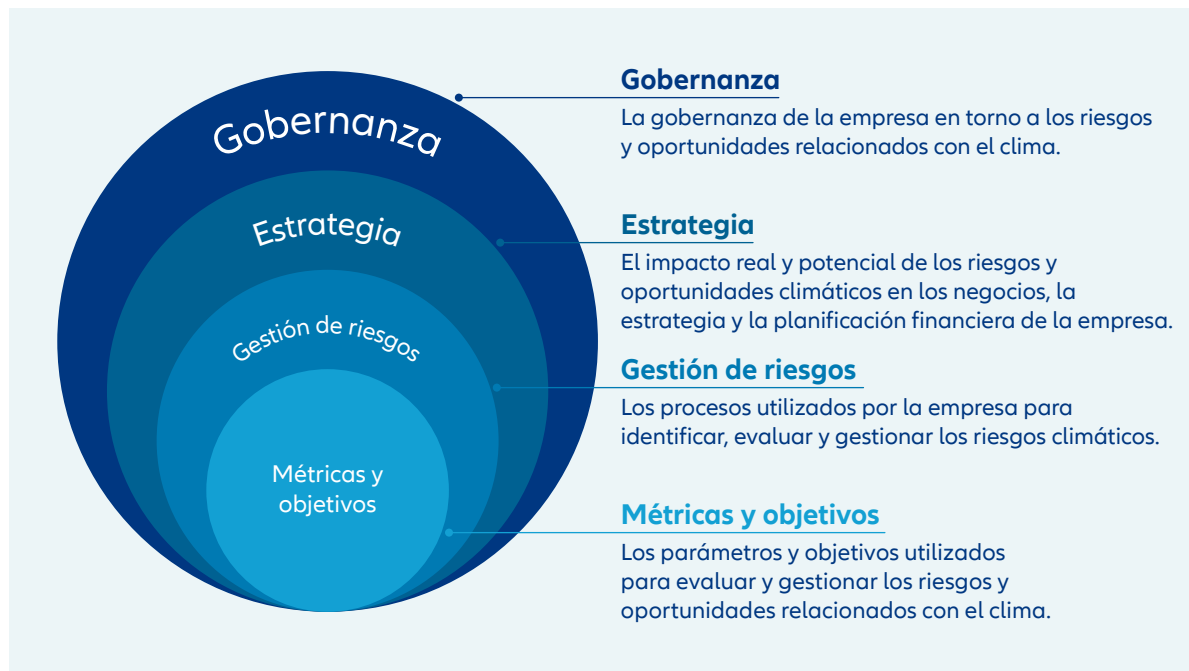 Gobernanza
Estrategia
Gestión de riesgos
Métricas y
objetivos
Gobernanza
La gobernanza de la empresa en torno a los riesgos
y oportunidades relacionados con el clima.
Estrategia
El impacto real y potencial de los riesgos y
oportunidades climáticos en los negocios, la
estrategia y la planificación financiera de la empresa.
Gestión de riesgos
Los procesos utilizados por la empresa para
identificar, evaluar y gestionar los riesgos climáticos.
Métricas y objetivos
Los parámetros y objetivos utilizados
para evaluar y gestionar los riesgos y
oportunidades relacionados con el clima.